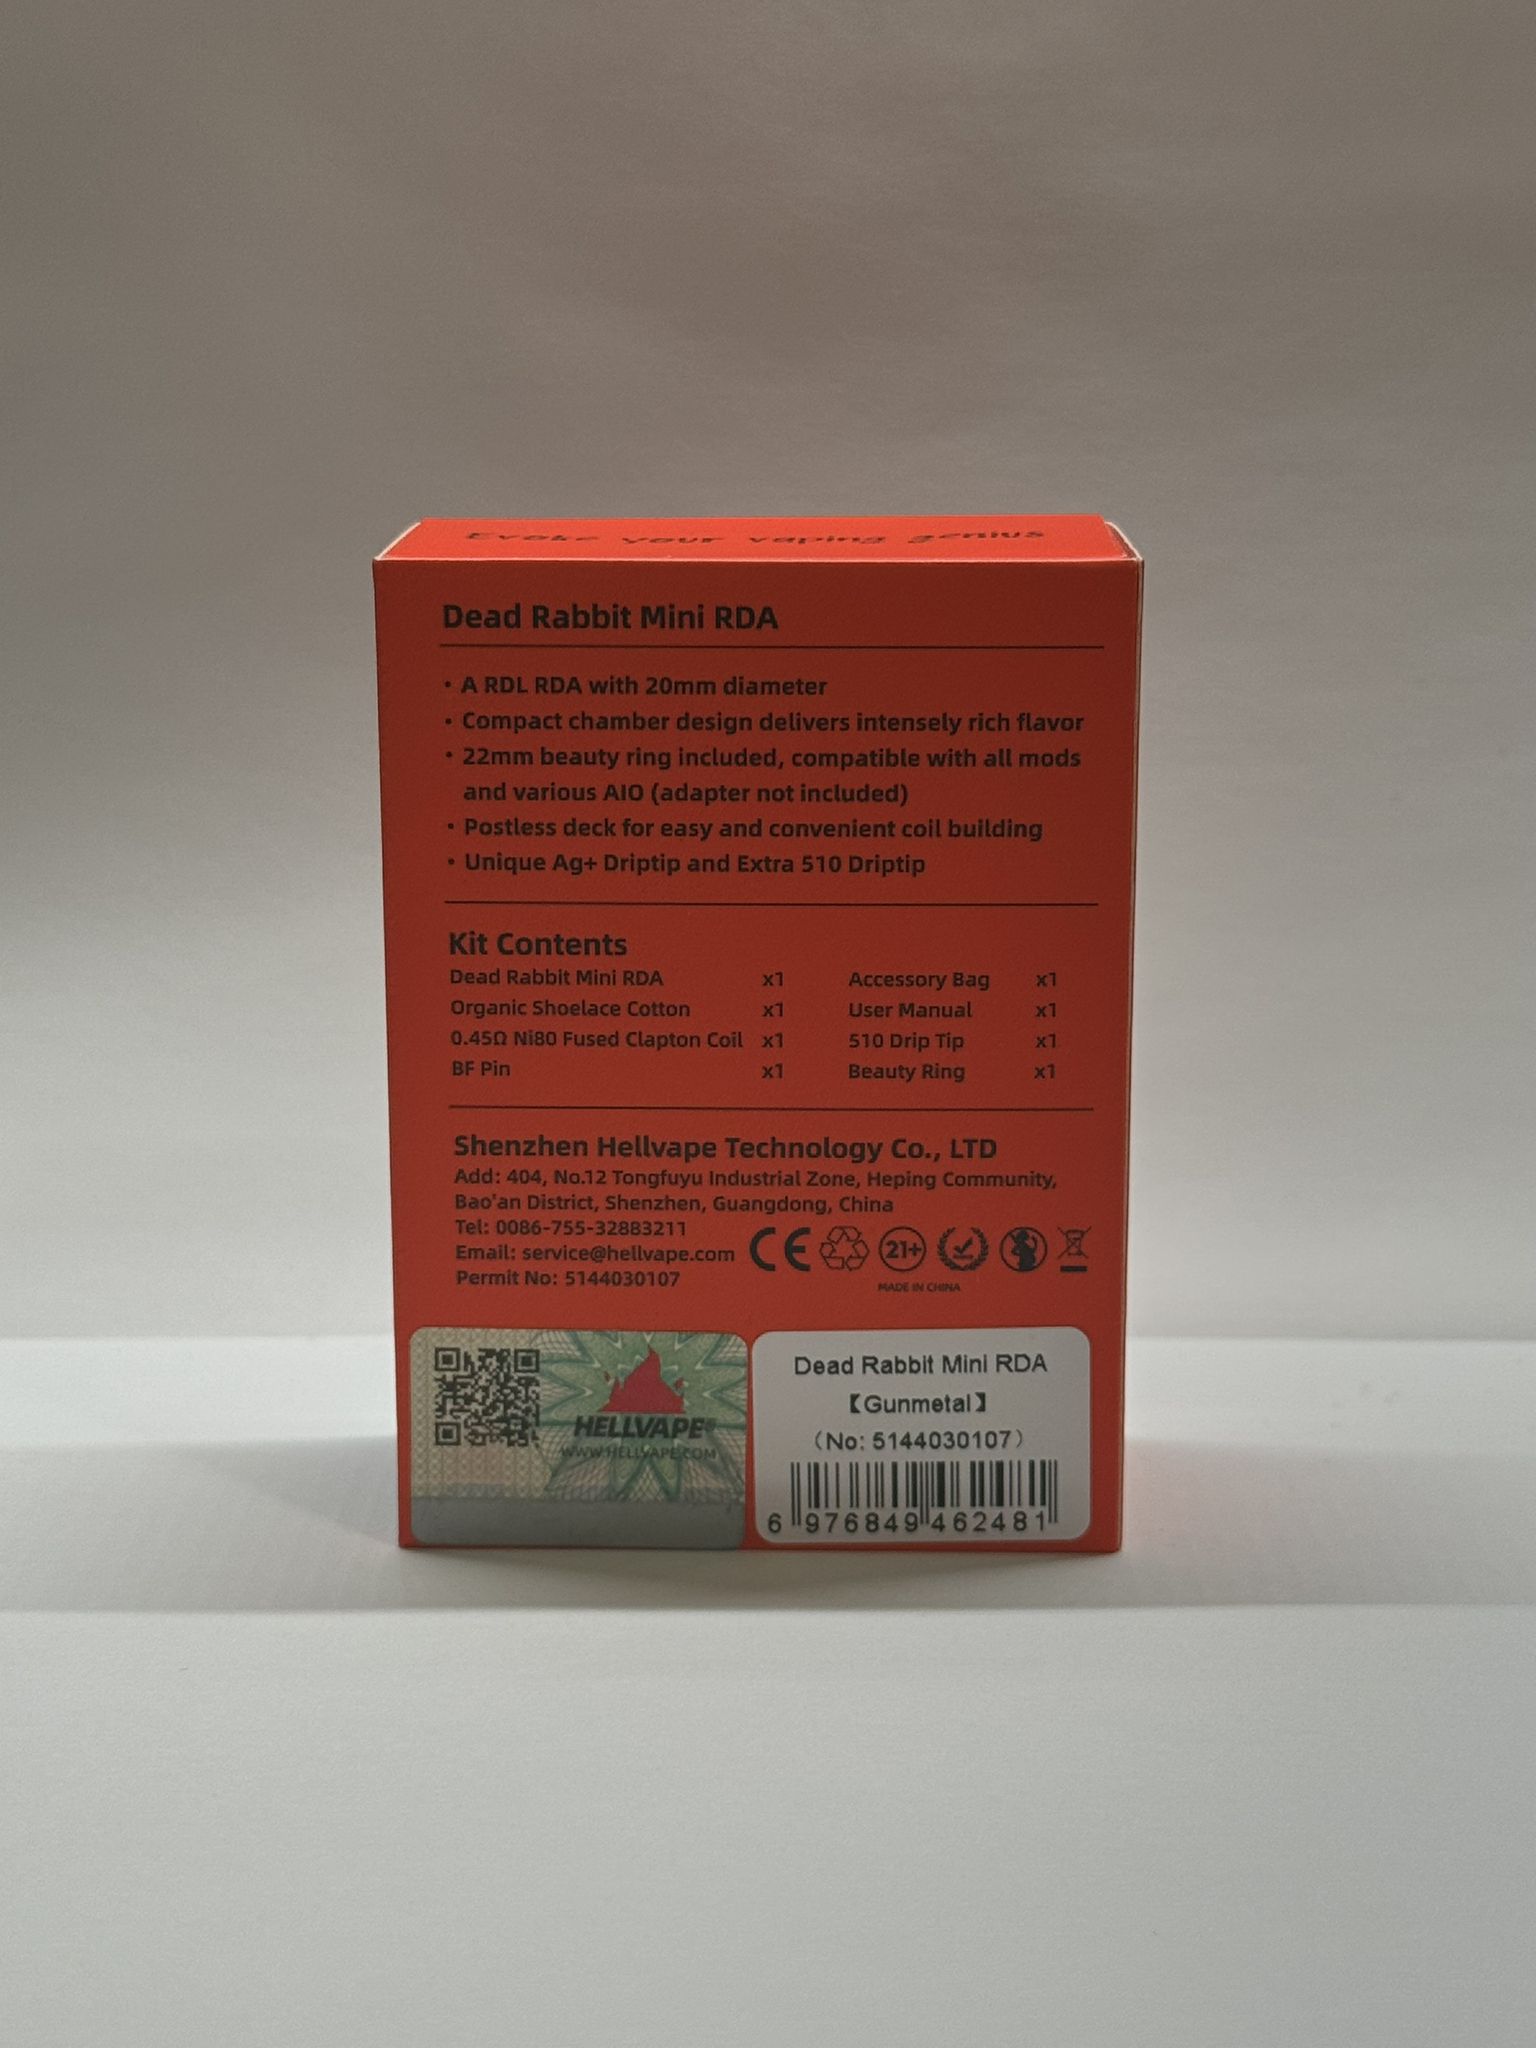 Evoke your vaping genius
Dead Rabbit Mini RDA
• A RDL RDA with 20mm diameter
• Compact chamber design delivers intensely rich flavor
• 22mm beauty ring included, compatible with all mods
and various AIO (adapter not included)
• Postless deck for easy and convenient coil building
• Unique Ag+ Driptip and Extra 510 Driptip
Kit Contents
Dead Rabbit Mini RDA x1 Accessory Bag x1
Organic Shoelace Cotton x1 User Manual x1
0.45Ω Ni80 Fused Clapton Coil x1 510 Drip Tip x1
BF Pin x1 Beauty Ring x1
Shenzhen Hellvape Technology Co., LTD
Add: 404, No.12 Tongfuyu Industrial Zone, Heping Community,
Bao'an District, Shenzhen, Guangdong, China
Tel: 0086-755-32883211
Email: service@hellvape.com
Permit No: 5144030107
CE 21+
MADE IN CHINA
HELLVAPE®
WWW.HELLVAPE.COM
Dead Rabbit Mini RDA
【Gunmetal】
（No: 5144030107）
6 976849 462481